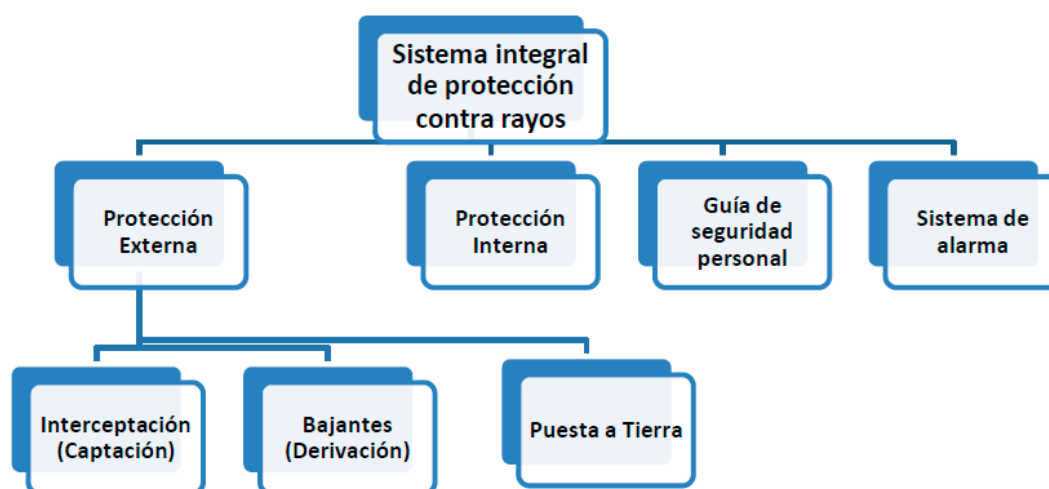 Sistema integral
de protección
contra rayos
Protección
Externa
Protección
Interna
Guía de
seguridad
personal
Sistema de
alarma
Interceptación
(Captación)
Bajantes
(Derivación)
Puesta a Tierra